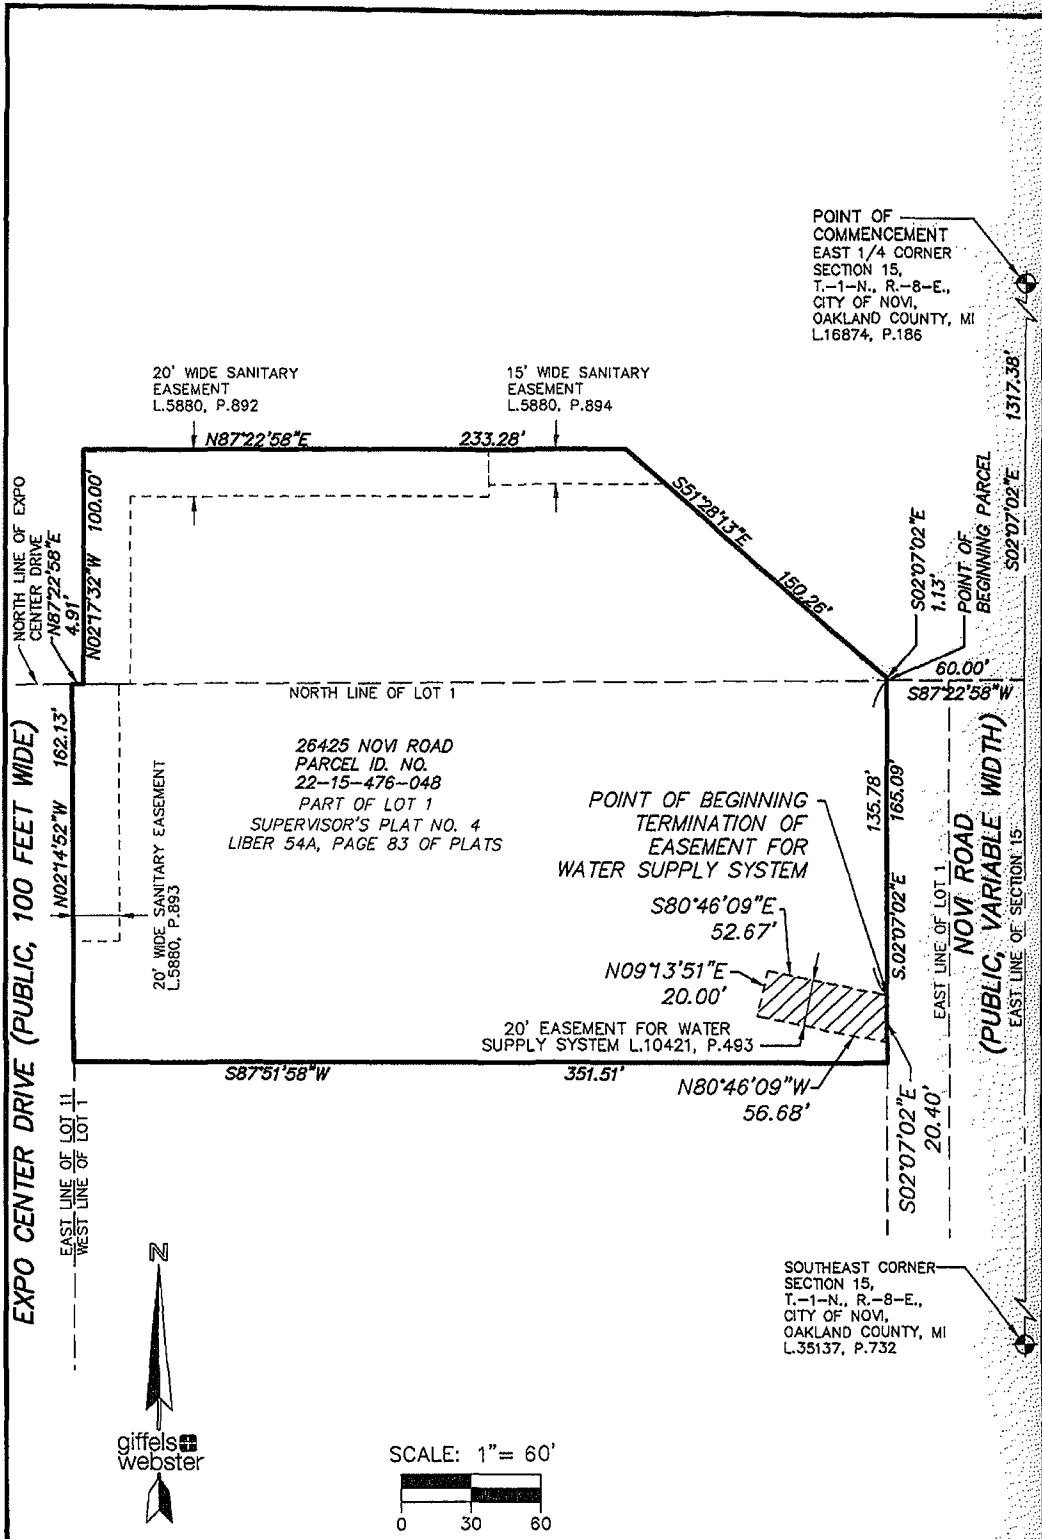 POINT OF
COMMENCEMENT
EAST 1/4 CORNER
SECTION 15,
T.-1-N., R.-8-E.,
CITY OF NOVI,
OAKLAND COUNTY, MI
L.16874, P.186
1317.38'
S02°07'02"E
20' WIDE SANITARY
EASEMENT
L.5880, P.892
15' WIDE SANITARY
EASEMENT
L.5880, P.894
N87°22'58"E
233.28'
S51°28'13"E
150.26'
NORTH LINE OF EXPO
CENTER DRIVE
N87°22'58"E
4.91'
N02°17'32"W 100.00'
S02°07'02"E
1.13'
POINT OF
BEGINNING PARCEL
60.00'
S87°22'58"W
NORTH LINE OF LOT 1
26425 NOVI ROAD
PARCEL ID. NO.
22-15-476-048
PART OF LOT 1
SUPERVISOR'S PLAT NO. 4
LIBER 54A, PAGE 83 OF PLATS
EXPO CENTER DRIVE (PUBLIC, 100 FEET WIDE)
N02°14'52"W 162.13'
20' WIDE SANITARY EASEMENT
L.5880, P.893
POINT OF BEGINNING
TERMINATION OF
EASEMENT FOR
WATER SUPPLY SYSTEM
135.78'
S.02°07'02"E 165.09'
S80°46'09"E
52.67'
N09°13'51"E
20.00'
20' EASEMENT FOR WATER
SUPPLY SYSTEM L.10421, P.493
N80°46'09"W
56.68'
S02°07'02"E
20.40'
EAST LINE OF LOT 1
NOVI ROAD
(PUBLIC, VARIABLE WIDTH)
EAST LINE OF SECTION 15
S87°51'58"W
351.51'
EAST LINE OF LOT 11
WEST LINE OF LOT 1
SOUTHEAST CORNER
SECTION 15,
T.-1-N., R.-8-E.,
CITY OF NOVI,
OAKLAND COUNTY, MI
L.35137, P.732
N
giffels
webster
SCALE: 1"= 60'
0 30 60